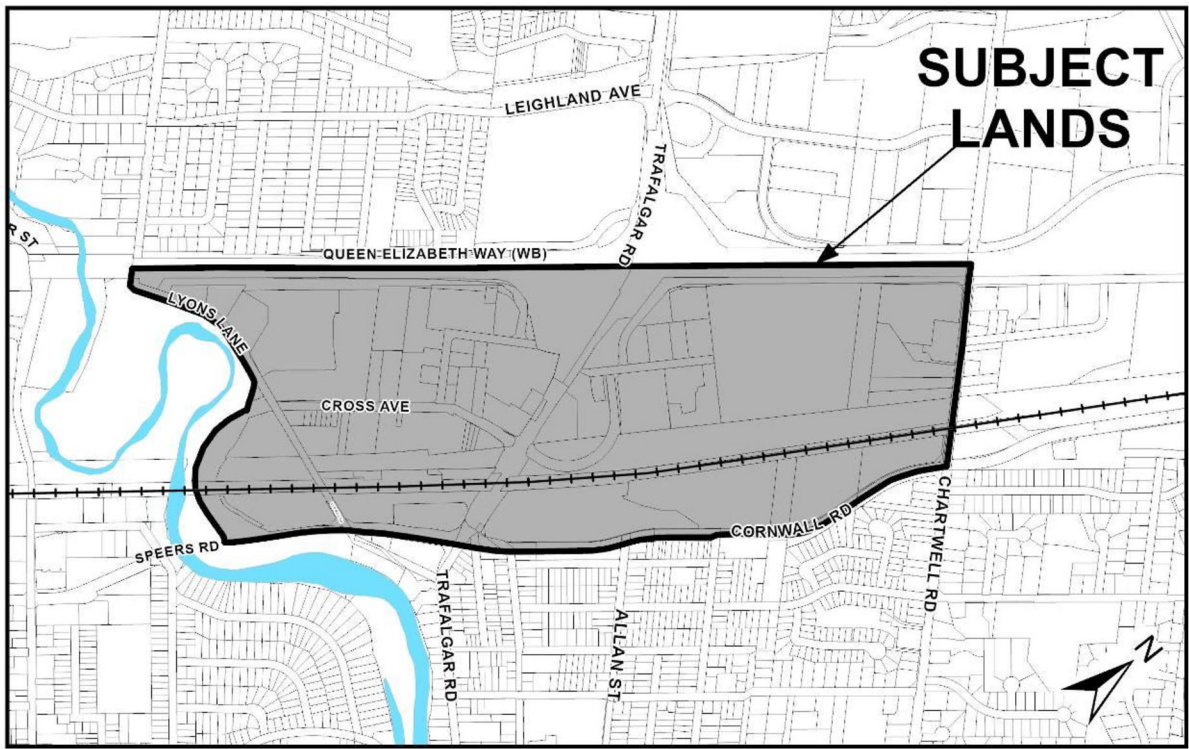 SUBJECT
LANDS
LEIGHLAND AVE
TRAFALGAR RD
R ST
QUEEN ELIZABETH WAY (WB)
LYONS LANE
CROSS AVE
CORNWALL RD
SPEERS RD
CHARTWELL RD
TRAFALGAR RD
ALLAN ST
N